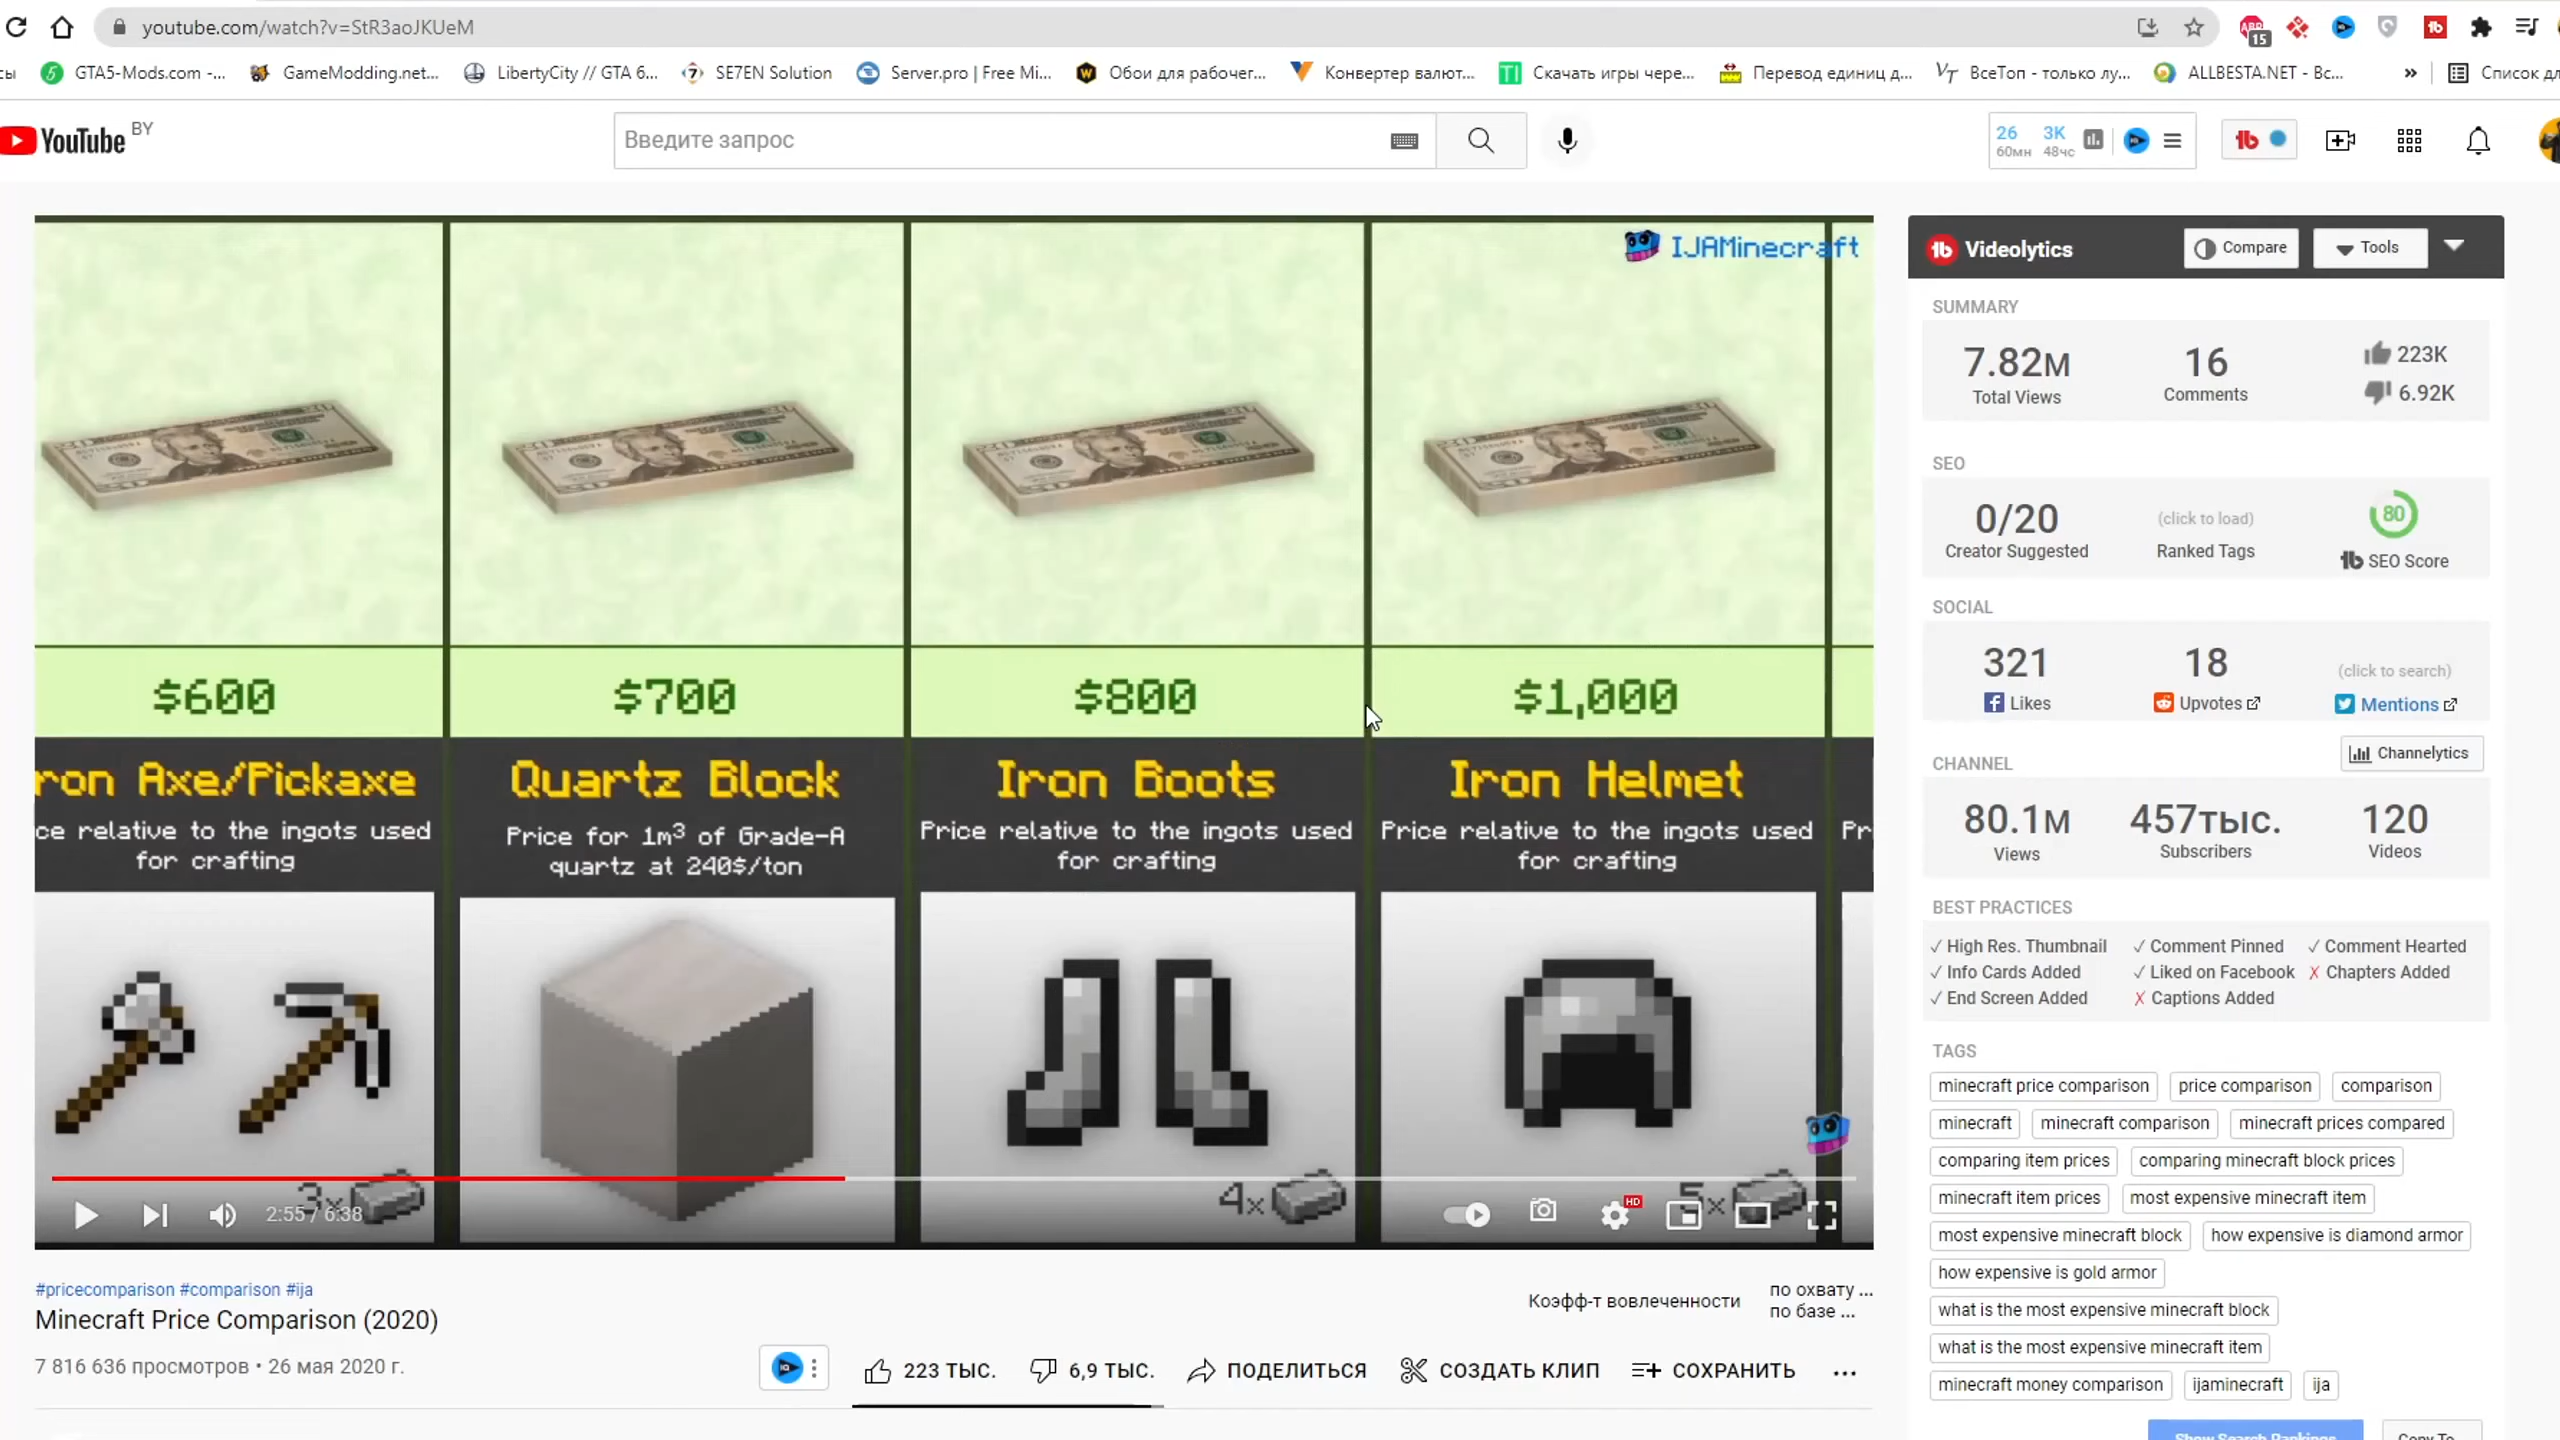 youtube.com/watch?v=StR3aoJKUeM
15
GTA5-Mods.com -...
GameModding.net...
LibertyCity // GTA 6...
SE7EN Solution
Server.pro | Free Mi...
Обои для рабочег...
Конвертер валют...
Скачать игры чере...
Перевод единиц д...
ВсеТоп - только лу...
ALLBESTA.NET - Вс...
»
YouTube BY
Введите запрос
26 3K
60мн 48чс
IJAMinecraft
$600 $700 $800 $1,000
Axe/Pickaxe
Quartz Block
Iron Boots
Iron Helmet
relative to the ingots used
for crafting
Price for 1m³ of Grade-A
quartz at 240$/ton
Price relative to the ingots used
for crafting
Price relative to the ingots used
for crafting
3x
4x
5x
2:55 / 6:38
HD
#pricecomparison #comparison #ija
Minecraft Price Comparison (2020)
7 816 636 просмотров • 26 мая 2020 г.
Коэфф-т вовлеченности
по охвату ...
по базе ...
223 ТЫС.
6,9 ТЫС.
ПОДЕЛИТЬСЯ
СОЗДАТЬ КЛИП
СОХРАНИТЬ
...
Videolytics
Compare
Tools
SUMMARY
7.82M
Total Views
16
Comments
223K
6.92K
SEO
0/20
Creator Suggested
(click to load)
Ranked Tags
80
SEO Score
SOCIAL
321
Likes
18
Upvotes
(click to search)
Mentions
CHANNEL
Channelytics
80.1M
Views
457тыс.
Subscribers
120
Videos
BEST PRACTICES
✓ High Res. Thumbnail
✓ Comment Pinned
✓ Comment Hearted
✓ Info Cards Added
✓ Liked on Facebook
✗ Chapters Added
✓ End Screen Added
✗ Captions Added
TAGS
minecraft price comparison
price comparison
comparison
minecraft
minecraft comparison
minecraft prices compared
comparing item prices
comparing minecraft block prices
minecraft item prices
most expensive minecraft item
most expensive minecraft block
how expensive is diamond armor
how expensive is gold armor
what is the most expensive minecraft block
what is the most expensive minecraft item
minecraft money comparison
ijaminecraft
ija